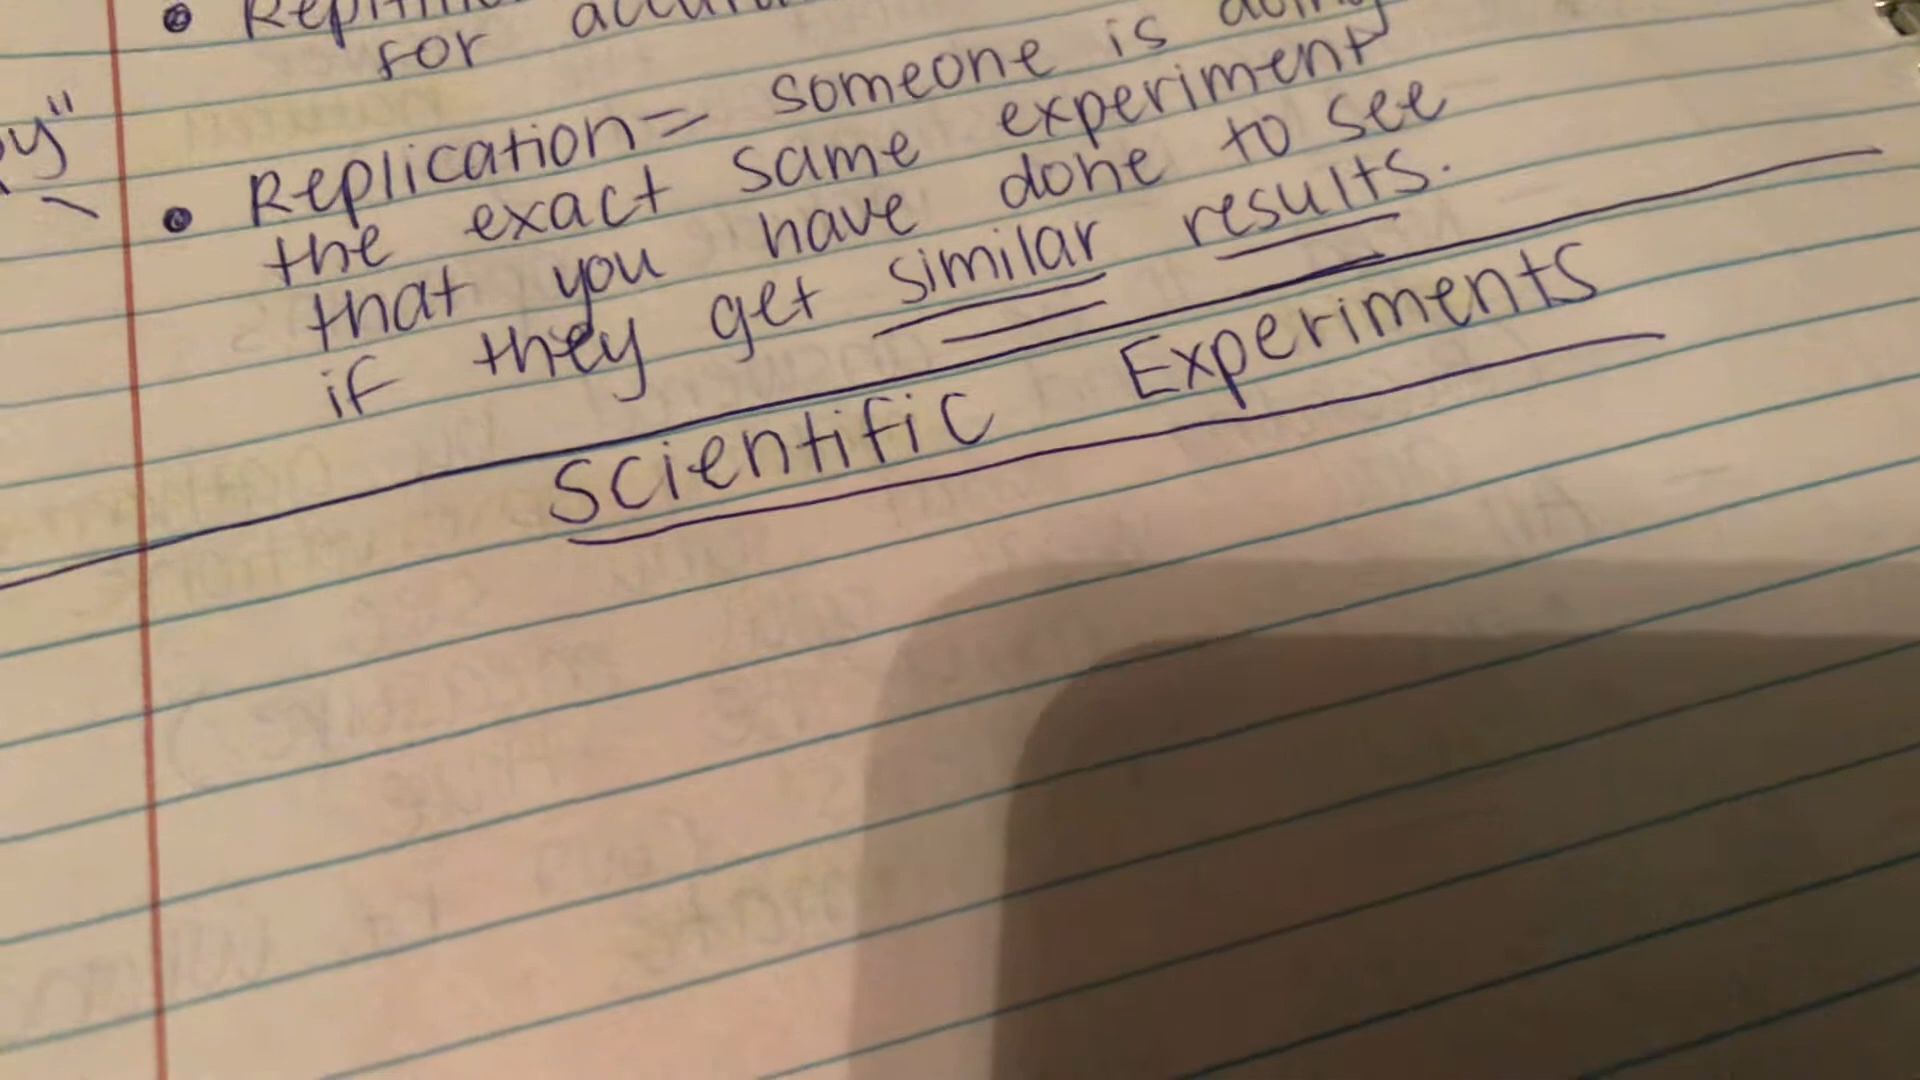 for
Replication = someone is
the exact same experiment
that you have done to see
if they get similar results.
Scientific Experiments